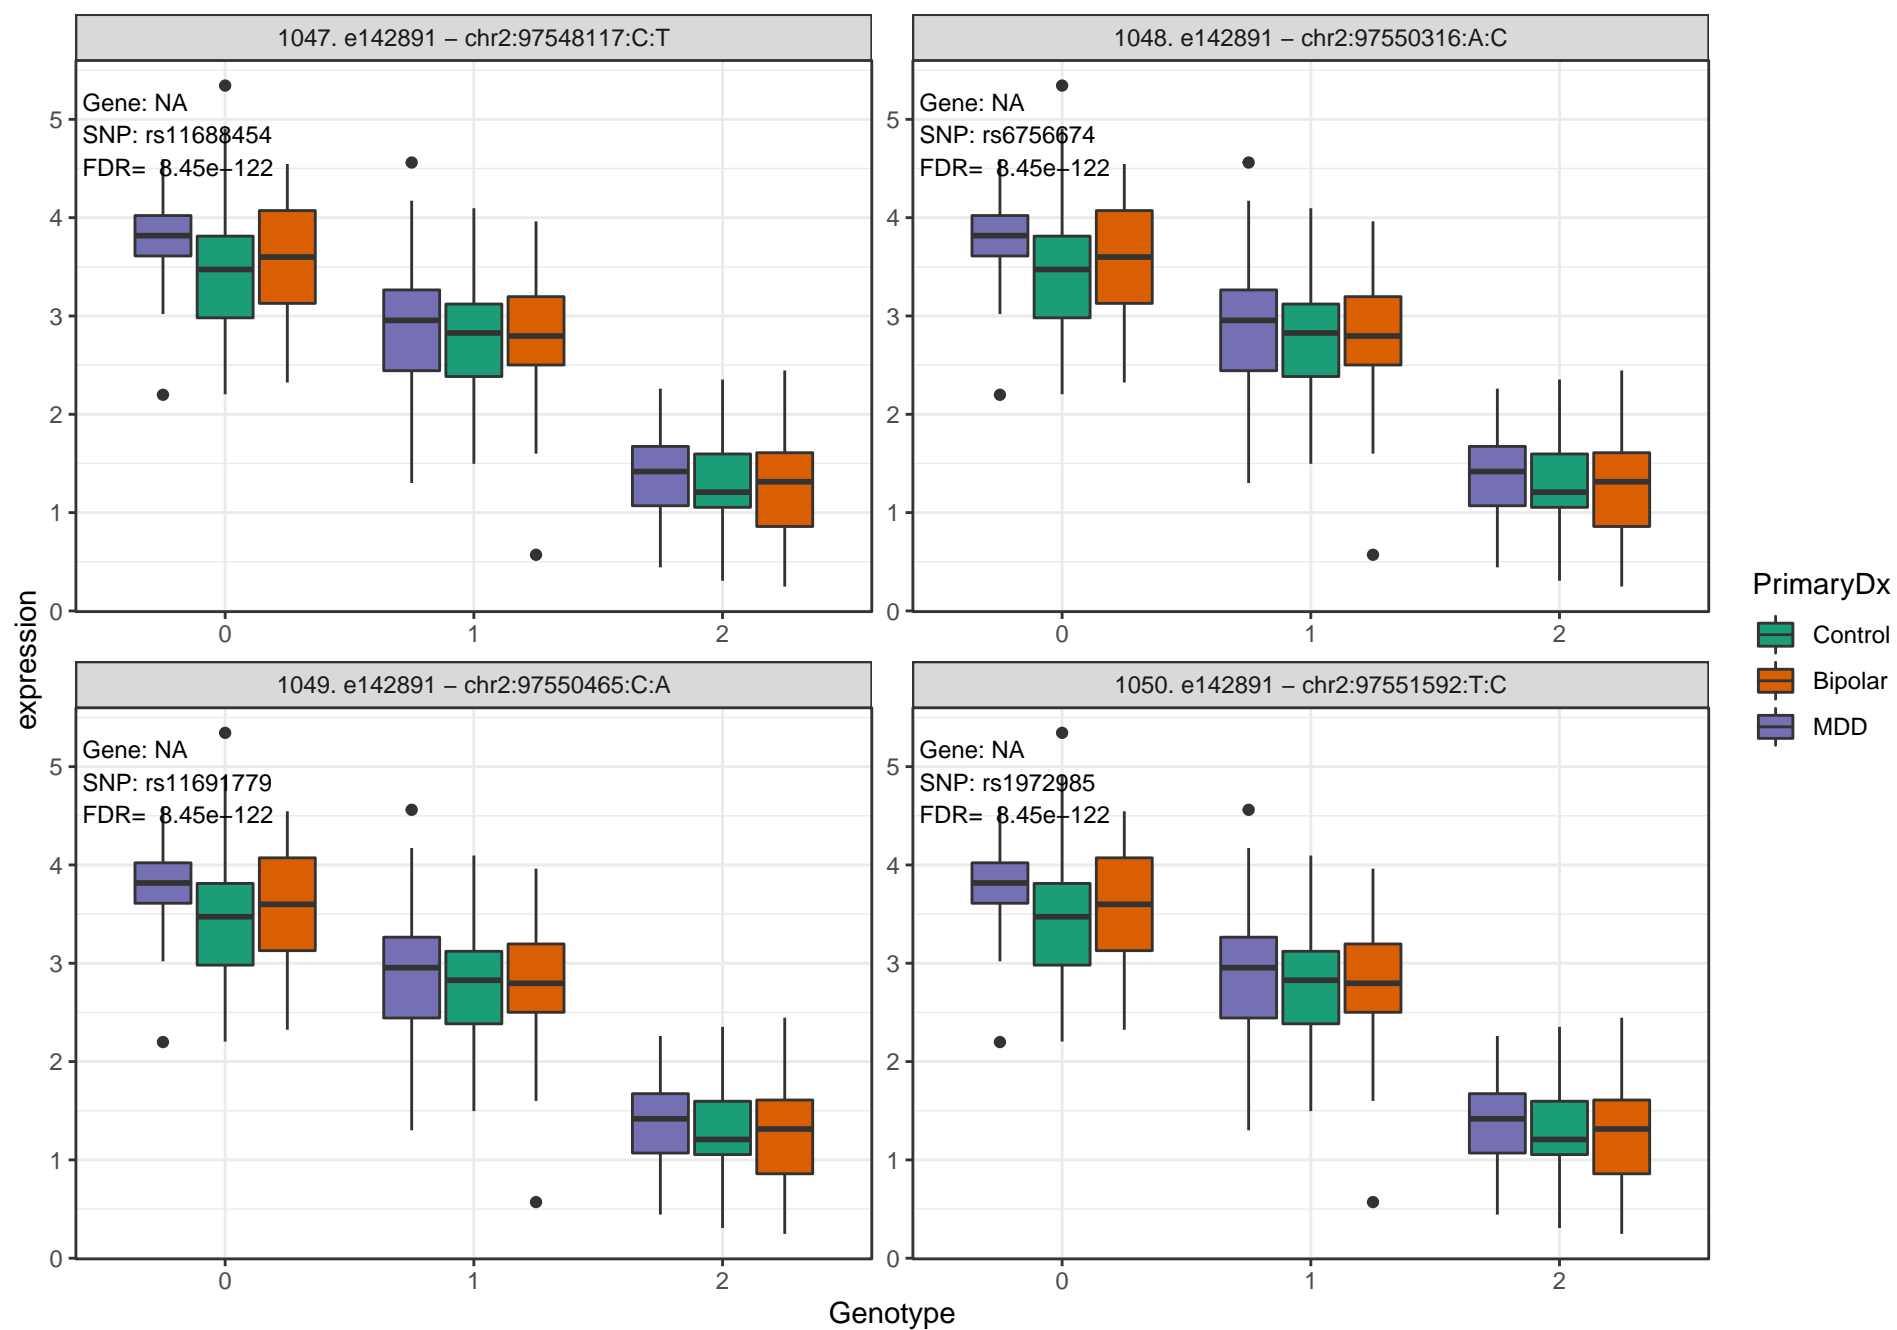 1047. e142891 − chr2:97548117:C:T
1048. e142891 − chr2:97550316:A:C
Gene: NA
SNP: rs11688454
FDR= 8.45e−122
Gene: NA
SNP: rs6756674
FDR= 8.45e−122
5
4
3
2
1
0
5
4
3
2
1
0
0 1 2
0 1 2
1049. e142891 − chr2:97550465:C:A
1050. e142891 − chr2:97551592:T:C
Gene: NA
SNP: rs11691779
FDR= 8.45e−122
Gene: NA
SNP: rs1972985
FDR= 8.45e−122
5
4
3
2
1
0
5
4
3
2
1
0
0 1 2
0 1 2
expression
Genotype
PrimaryDx
Control
Bipolar
MDD